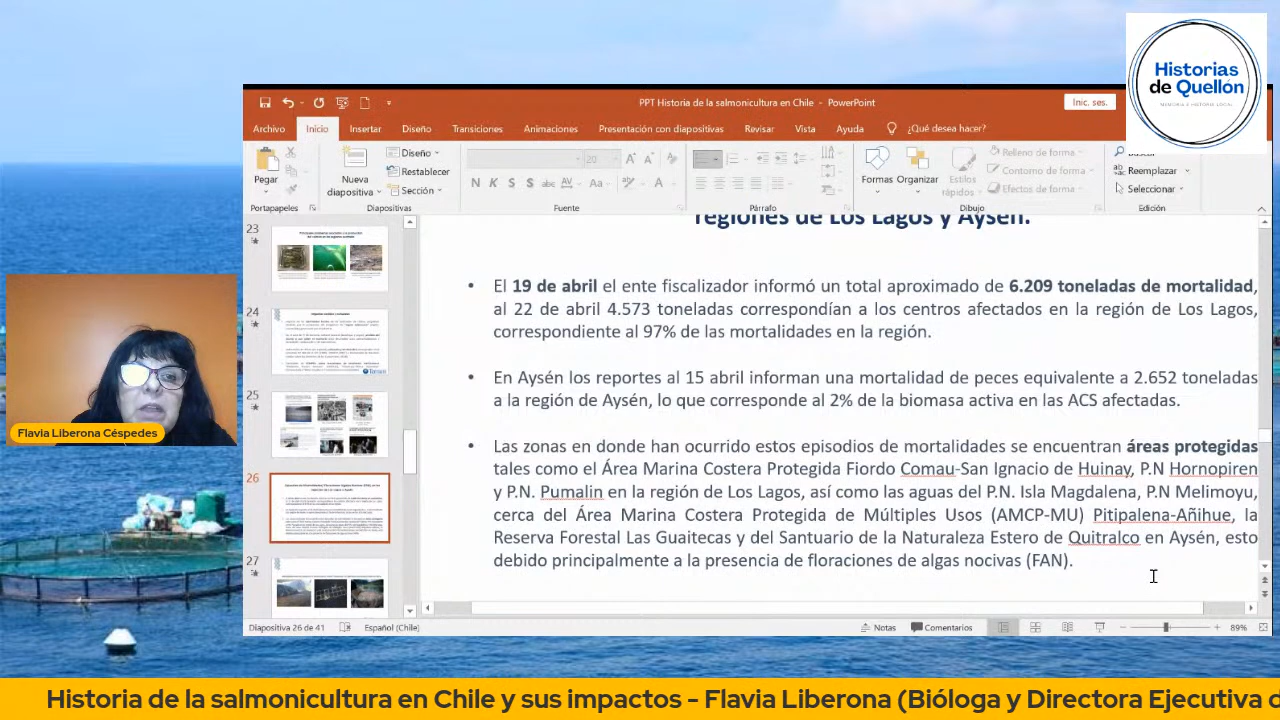 Historias
de Quellón
PPT Historia de la salmonicultura en Chile - PowerPoint
Inic. ses.
Archivo Inicio Insertar Diseño Transiciones Animaciones Presentación con diapositivas Revisar Vista Ayuda ¿Qué desea hacer?
Pegar
Nueva
diapositiva
Diseño
Restablecer
Sección
20
N K S S abc AV Aa A
Formas Organizar Estilos
rápidos
Relleno de forma
Contorno de forma
Efectos de forma
Reemplazar
Seleccionar
Portapapeles Diapositivas Fuente Párrafo Dibujo Edición
23
24
25
26
27
regiones de Los Lagos y Aysén.
• El 19 de abril el ente fiscalizador informó un total aproximado de 6.209 toneladas de mortalidad,
al 22 de abril 4.573 toneladas correspondían a los centros afectados en la región de Los Lagos,
correspondiente al 97% de las mortalidades en la región.
• En Aysén los reportes al 15 abril informan una mortalidad de peces equivalente a 2.652 toneladas
a la región de Aysén, lo que corresponde al 2% de la biomasa activa en las ACS afectadas.
• Las zonas en donde han ocurrido estos episodios de mortalidades se encuentran áreas protegidas
tales como el Área Marina Costera Protegida Fiordo Comau-San Ignacio de Huinay, P.N Hornopiren
y P.N. Pumalin en la región de Los Lagos, así como las aguas del P.N Isla Magdalena, P.N Melimoyu,
cerca del Área Marina Costera Protegida de Múltiples Usos (AMCP-MU) Pitipalena-Añihue, la
Reserva Forestal Las Guaitecas y del Santuario de la Naturaleza Estero de Quitralco en Aysén, esto
debido principalmente a la presencia de floraciones de algas nocivas (FAN).
Flavia Liberona Céspedes
Diapositiva 26 de 41 Español (Chile) Notas Comentarios 89%
Historia de la salmonicultura en Chile y sus impactos - Flavia Liberona (Bióloga y Directora Ejecutiva d